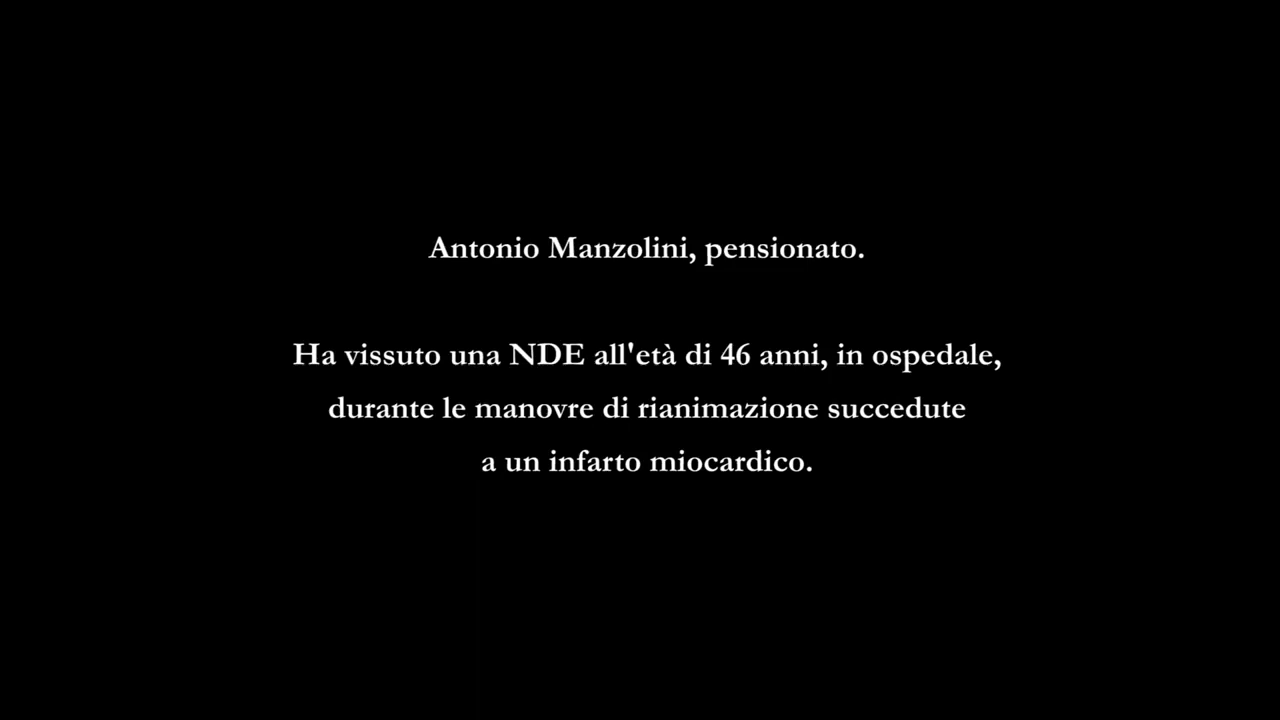 Antonio Manzolini, pensionato.
Ha vissuto una NDE all'età di 46 anni, in ospedale,
durante le manovre di rianimazione succedute
a un infarto miocardico.